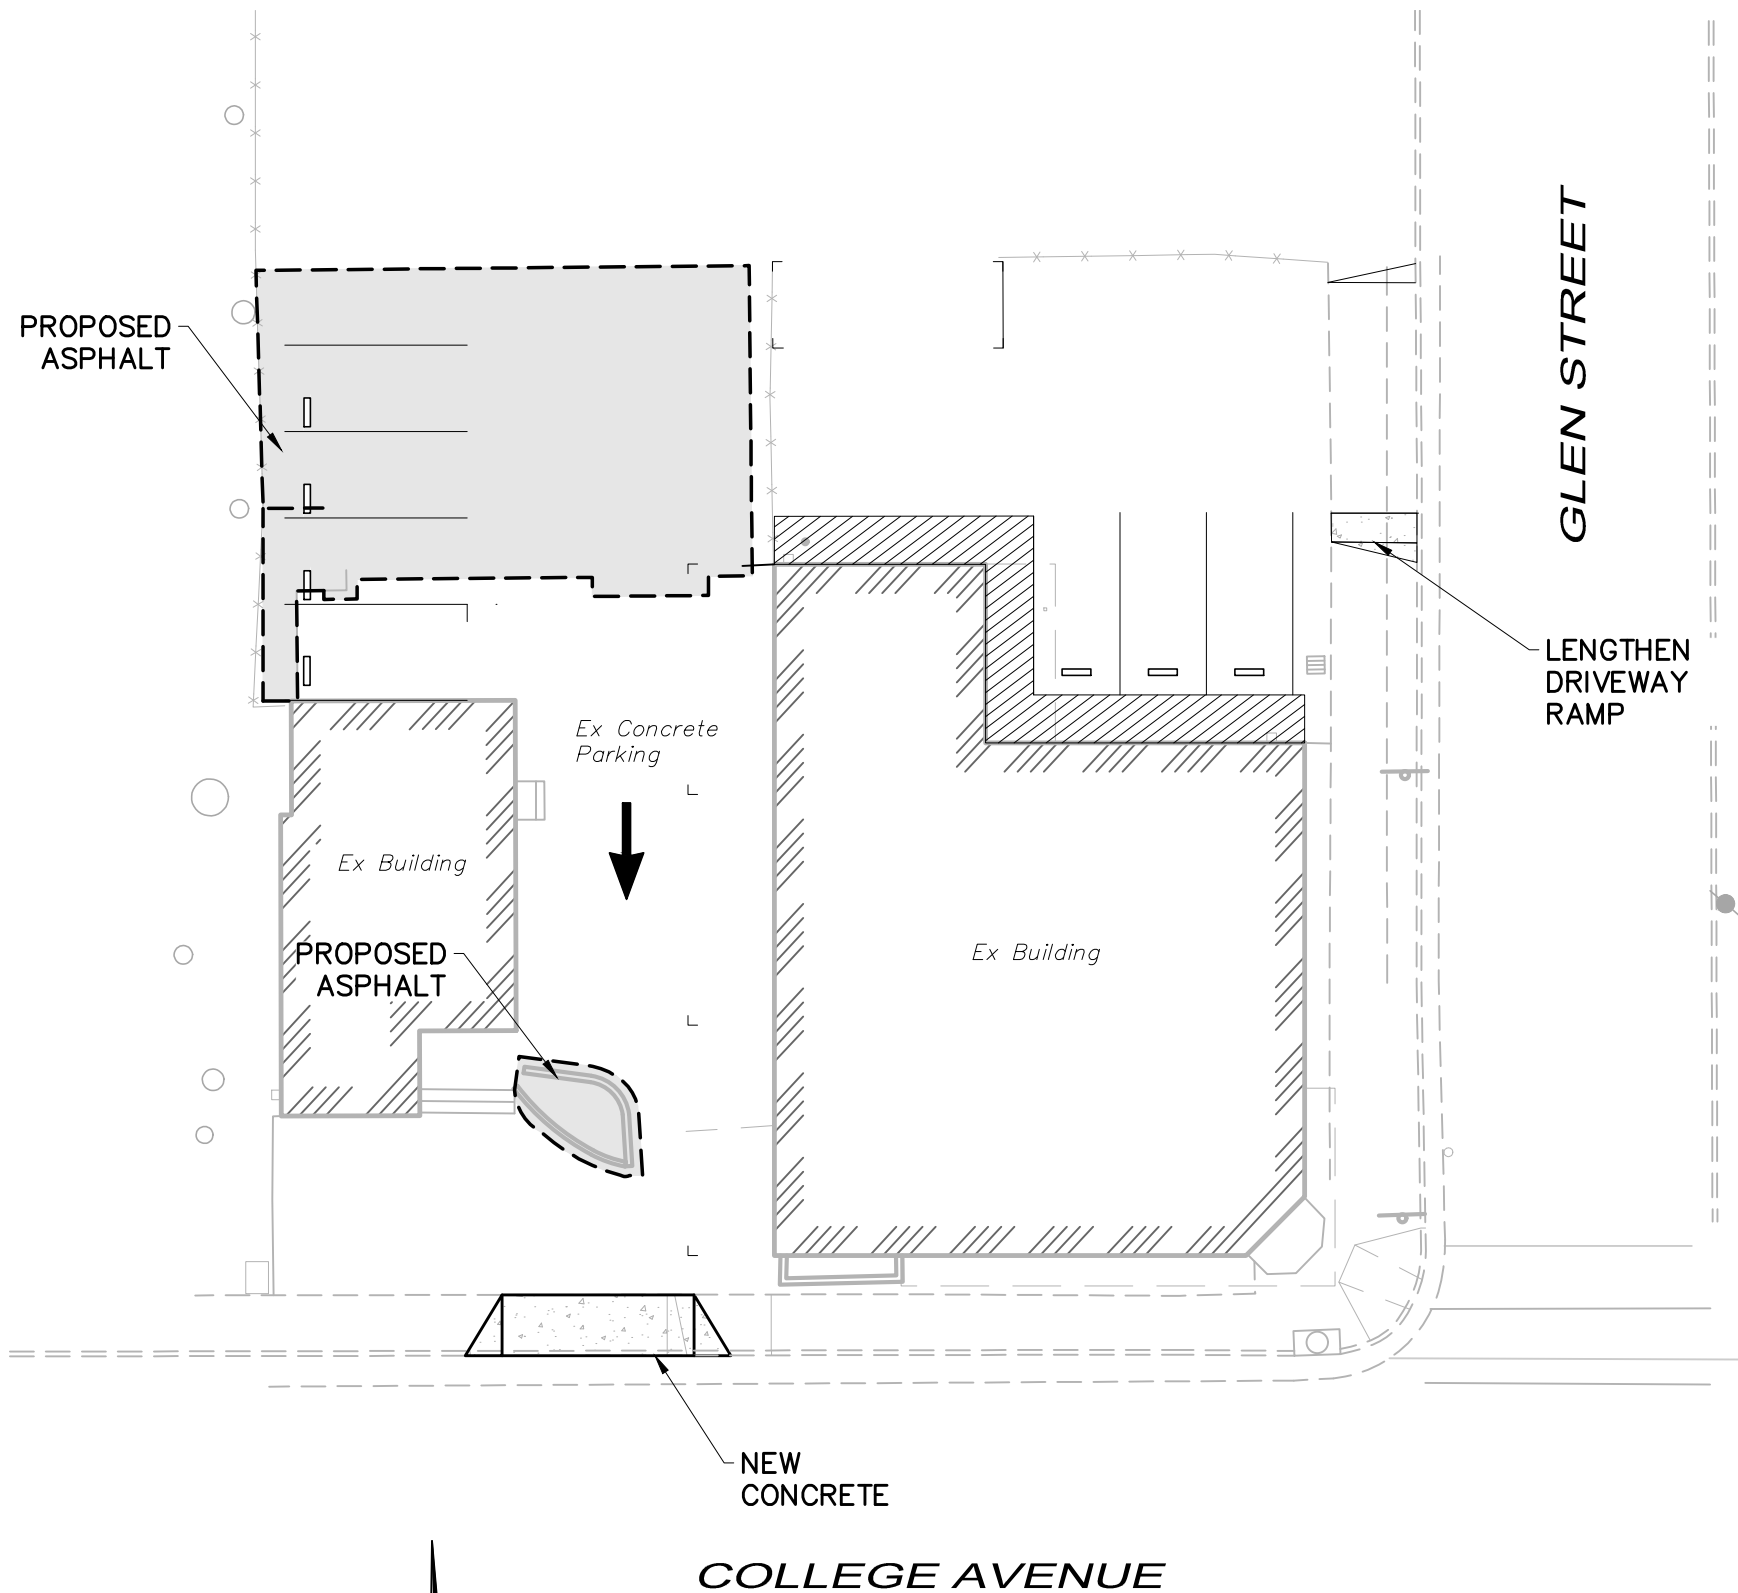 GLEN STREET
PROPOSED
ASPHALT
LENGTHEN
DRIVEWAY
RAMP
Ex Concrete
Parking
Ex Building
PROPOSED
ASPHALT
Ex Building
NEW
CONCRETE
COLLEGE AVENUE